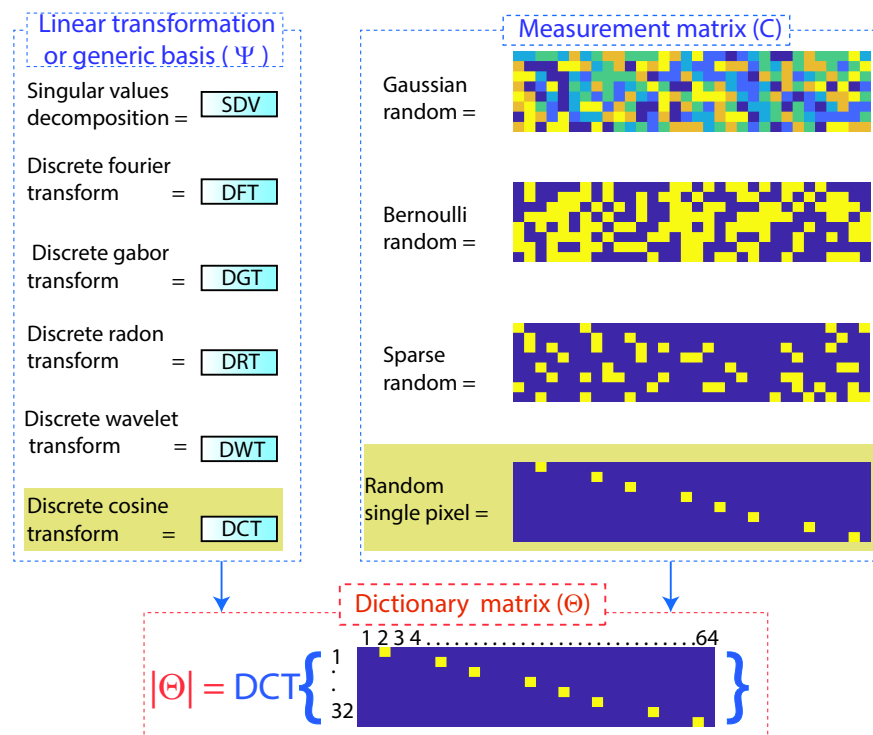 Linear transformation
or generic basis ( Ψ )
Singular values
decomposition = SDV
Discrete fourier
transform = DFT
Discrete gabor
transform = DGT
Discrete radon
transform = DRT
Discrete wavelet
transform = DWT
Discrete cosine
transform = DCT
Measurement matrix (C)
Gaussian
random =
Bernoulli
random =
Sparse
random =
Random
single pixel =
Dictionary matrix (Θ)
1 2 3 4 . . . . . . . . . . . . . . . . . . . . . . . . . . . . . . 64
1
.
.
32
|Θ| = DCT { }